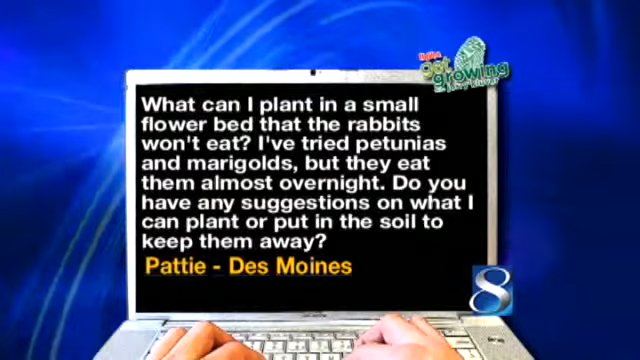 get
growing
What can I plant in a small
flower bed that the rabbits
won't eat? I've tried petunias
and marigolds, but they eat
them almost overnight. Do you
have any suggestions on what I
can plant or put in the soil to
keep them away?
Pattie - Des Moines
8